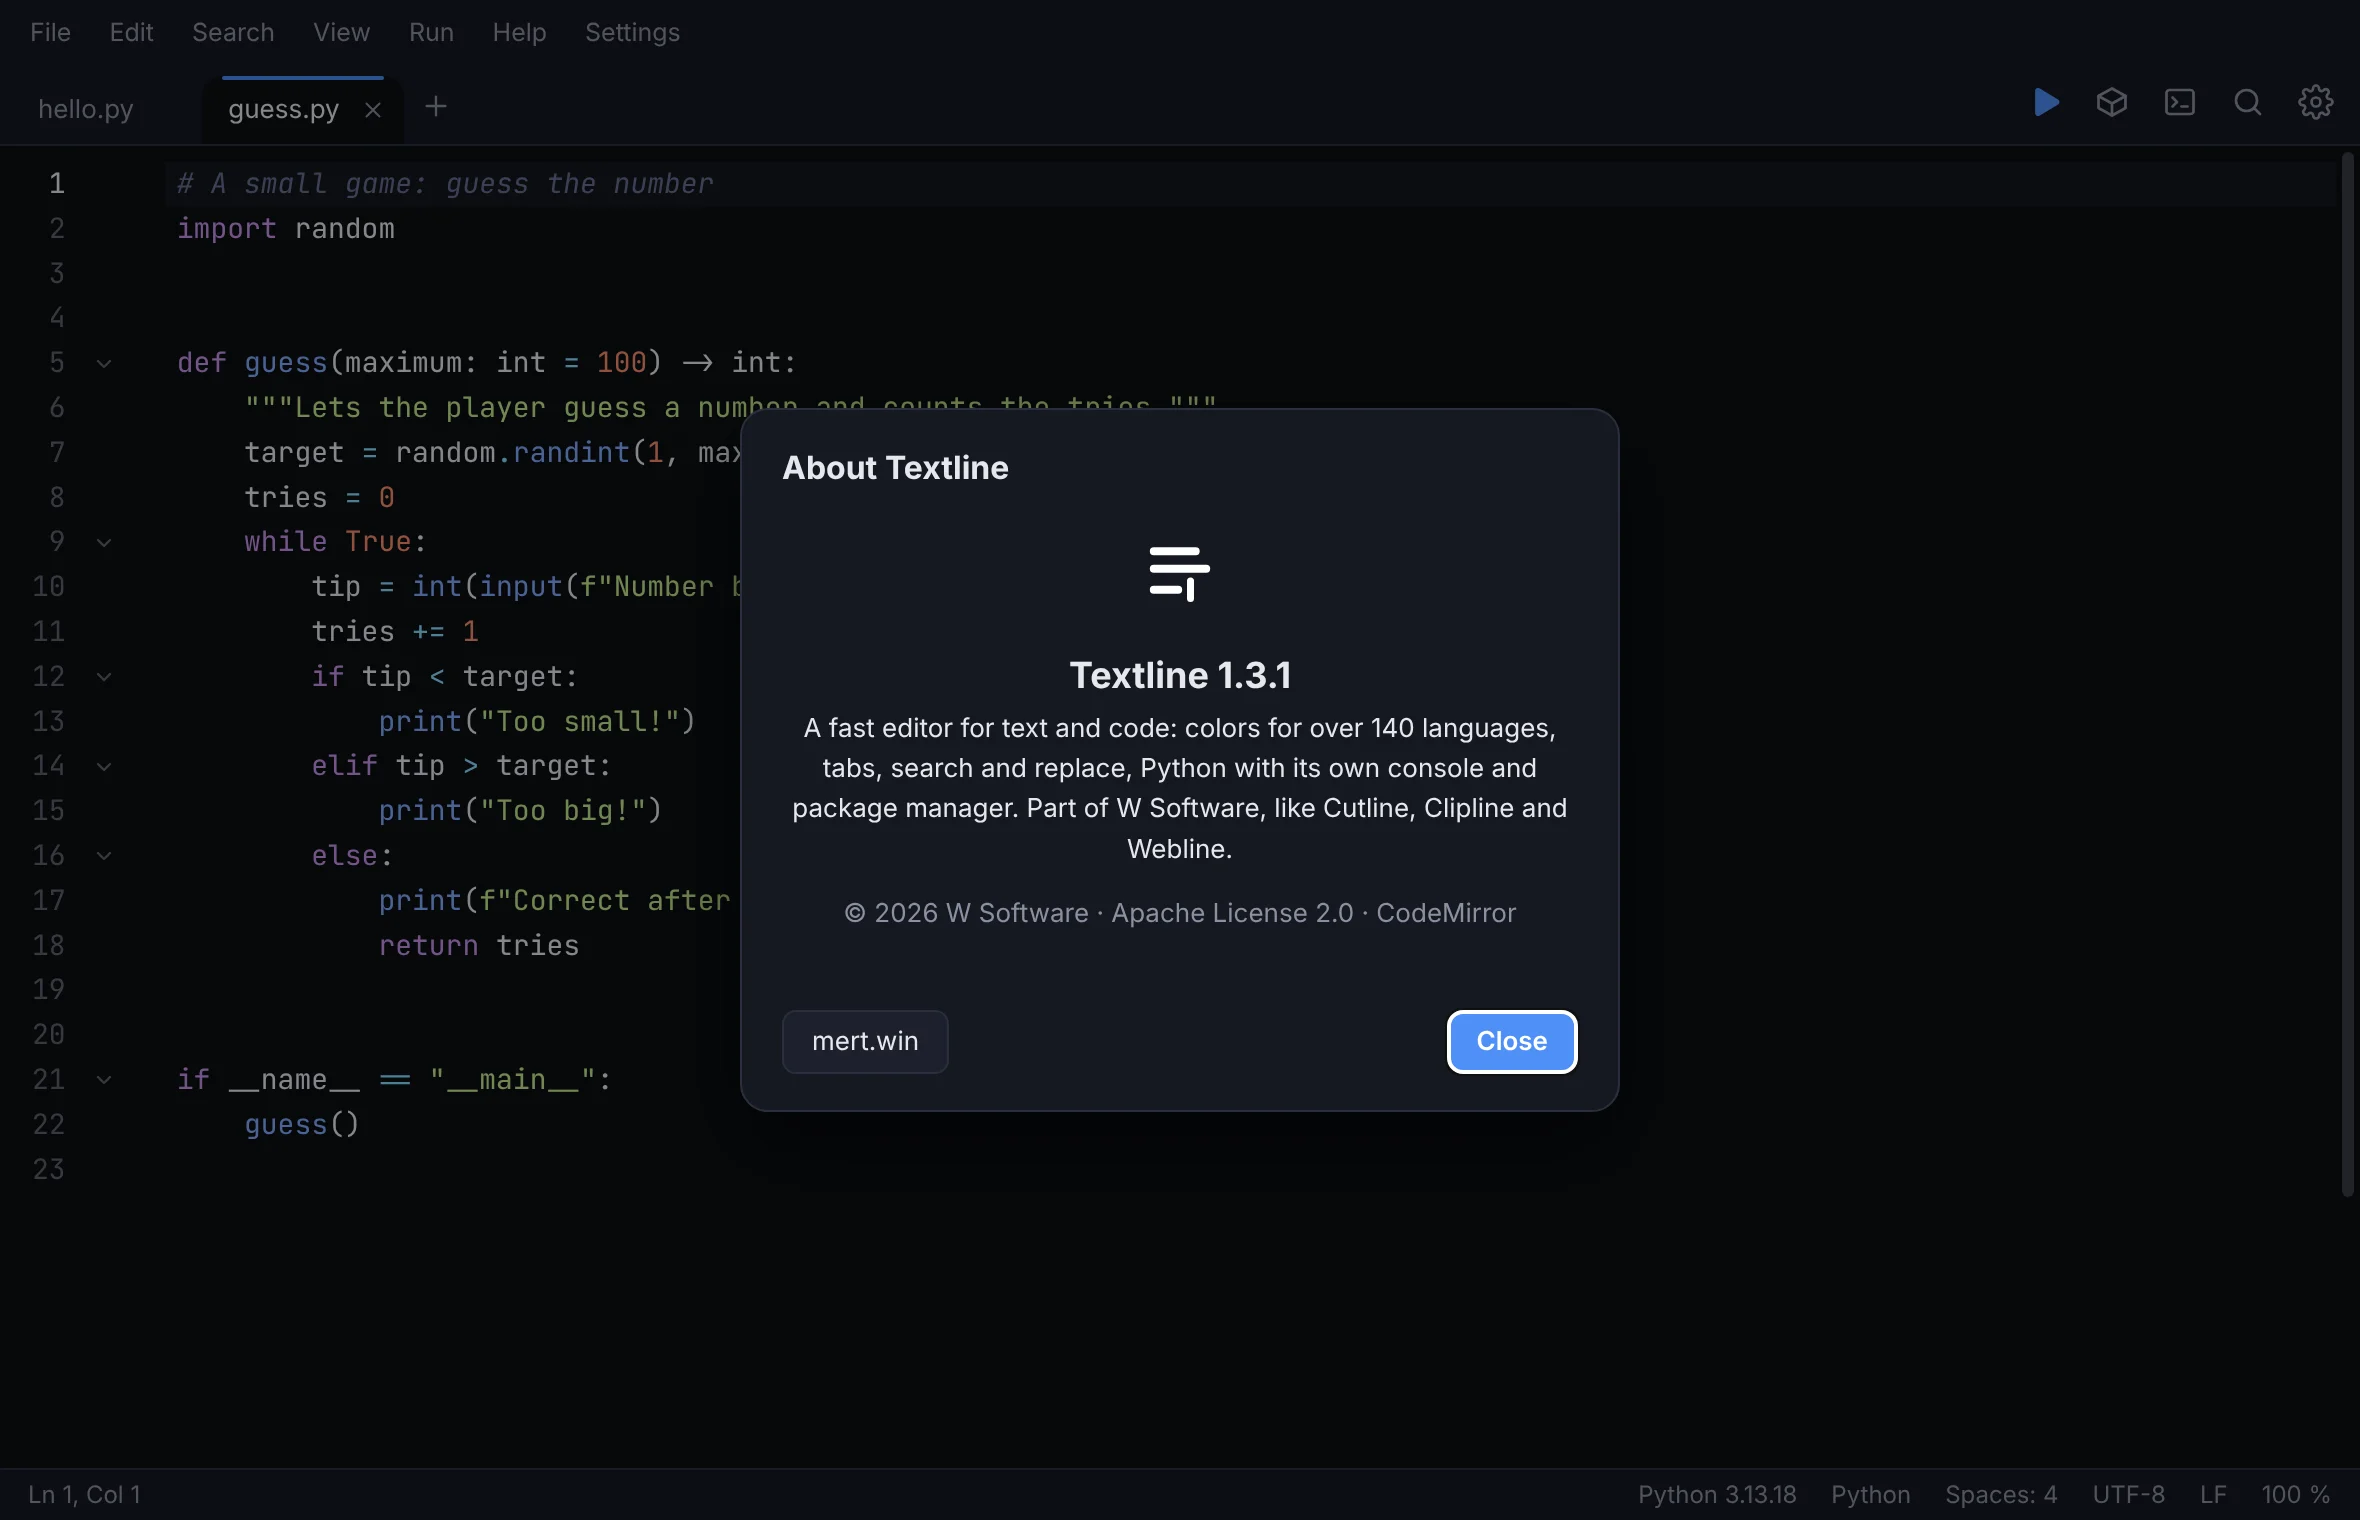 File Edit Search View Run Help Settings
hello.py guess.py
1 # A small game: guess the number
2 import random
3
4
5 def guess(maximum: int = 100) -> int:
6 """Lets the player guess a number and counts the tries."""
7 target = random.randint(1, max
8 tries = 0
9 while True:
10 tip = int(input(f"Number b
11 tries += 1
12 if tip < target:
13 print("Too small!")
14 elif tip > target:
15 print("Too big!")
16 else:
17 print(f"Correct after
18 return tries
19
20
21 if __name__ == "__main__":
22 guess()
23
About Textline
Textline 1.3.1
A fast editor for text and code: colors for over 140 languages,
tabs, search and replace, Python with its own console and
package manager. Part of W Software, like Cutline, Clipline and
Webline.
© 2026 W Software · Apache License 2.0 · CodeMirror
mert.win Close
Ln 1, Col 1 Python 3.13.18 Python Spaces: 4 UTF-8 LF 100 %